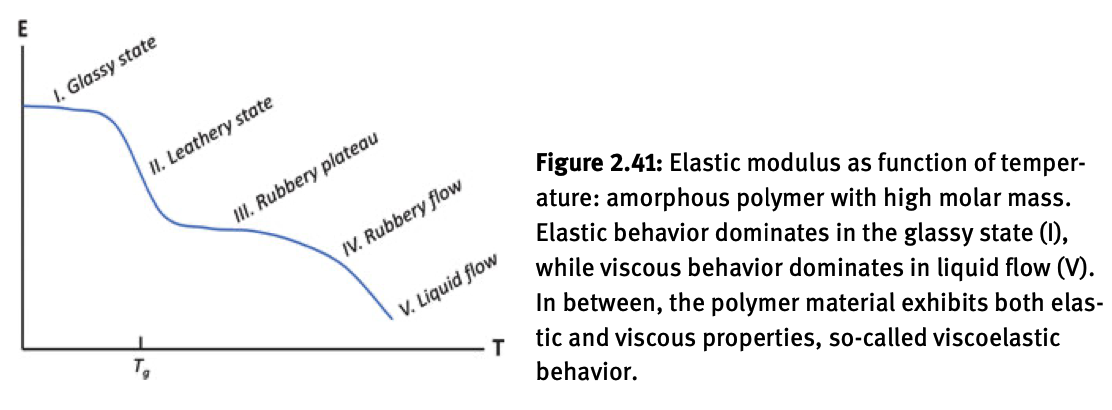 E
I. Glassy state
II. Leathery state
III. Rubbery plateau
IV. Rubbery flow
V. Liquid flow
T
Tg
Figure 2.41: Elastic modulus as function of temper-
ature: amorphous polymer with high molar mass.
Elastic behavior dominates in the glassy state (I),
while viscous behavior dominates in liquid flow (V).
In between, the polymer material exhibits both elas-
tic and viscous properties, so-called viscoelastic
behavior.